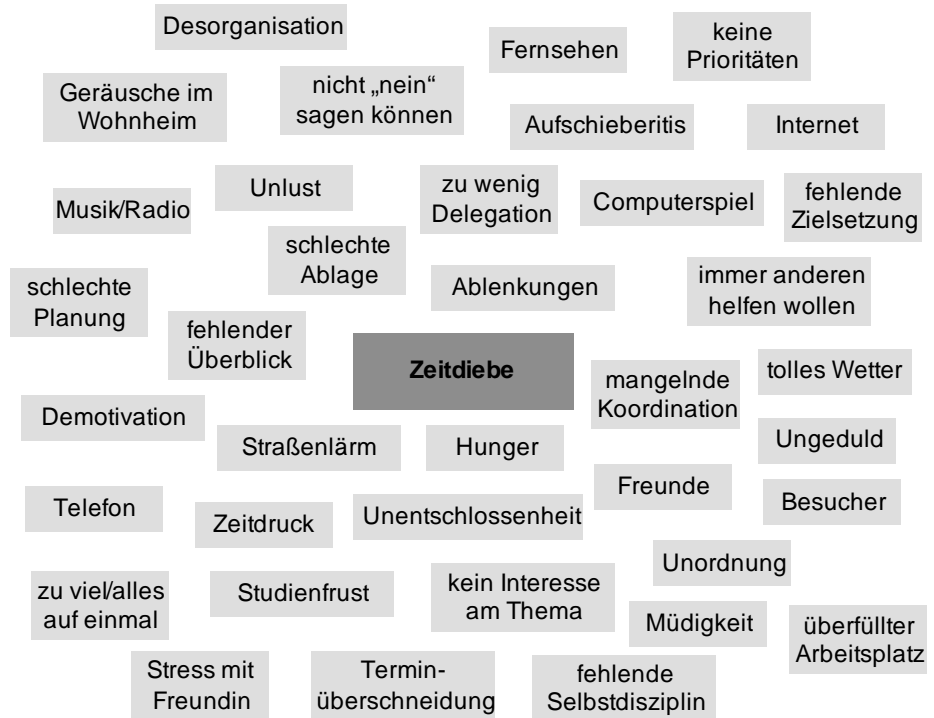 Desorganisation
Fernsehen
keine
Prioritäten
Geräusche im
Wohnheim
nicht „nein“
sagen können
Aufschieberitis
Internet
Musik/Radio
Unlust
zu wenig
Delegation
Computerspiel
fehlende
Zielsetzung
schlechte
Ablage
schlechte
Planung
Ablenkungen
immer anderen
helfen wollen
fehlender
Überblick
Zeitdiebe
mangelnde
Koordination
tolles Wetter
Demotivation
Straßenlärm
Hunger
Ungeduld
Telefon
Zeitdruck
Unentschlossenheit
Freunde
Besucher
zu viel/alles
auf einmal
Studienfrust
kein Interesse
am Thema
Unordnung
Müdigkeit
überfüllter
Arbeitsplatz
Stress mit
Freundin
Termin-
überschneidung
fehlende
Selbstdisziplin